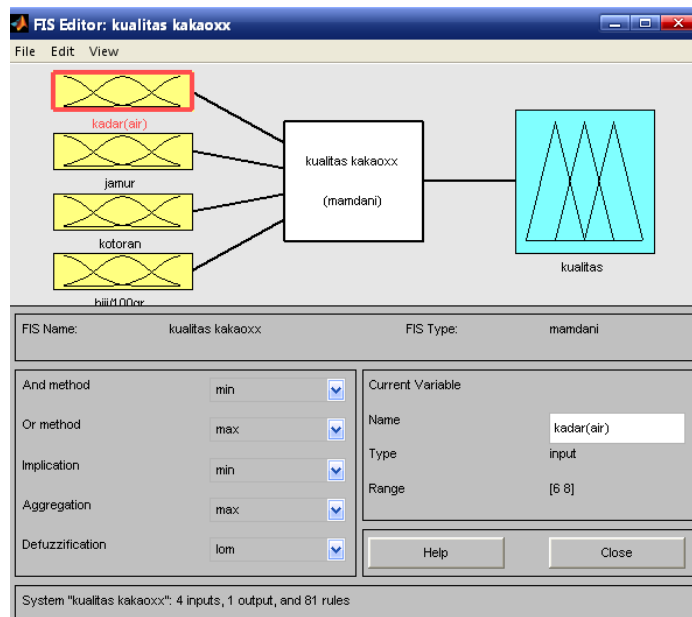 FIS Editor: kualitas kakaoxx
File Edit View
kadar(air)
jamur
kotoran
biji/100gr
kualitas kakaoxx
(mamdani)
kualitas
FIS Name: kualitas kakaoxx FIS Type: mamdani
And method min
Or method max
Implication min
Aggregation max
Defuzzification lom
Current Variable
Name kadar(air)
Type input
Range [6 8]
Help Close
System "kualitas kakaoxx": 4 inputs, 1 output, and 81 rules